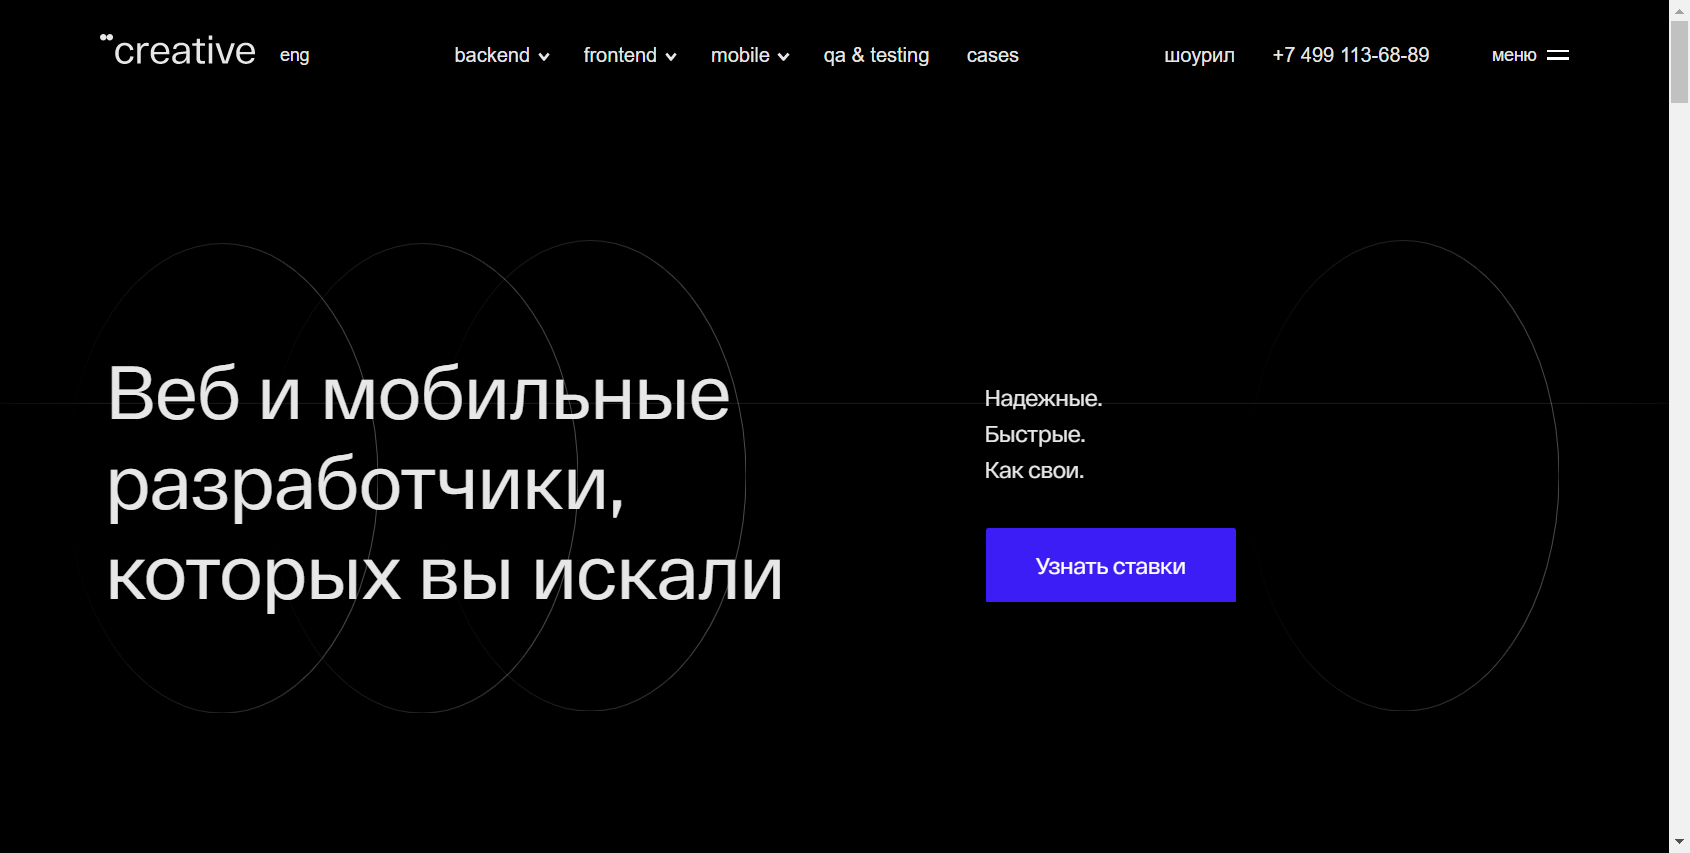 creative eng backend frontend mobile qa & testing cases шоурил +7 499 113-68-89 меню
Веб и мобильные
разработчики,
которых вы искали
Надежные.
Быстрые.
Как свои.
Узнать ставки